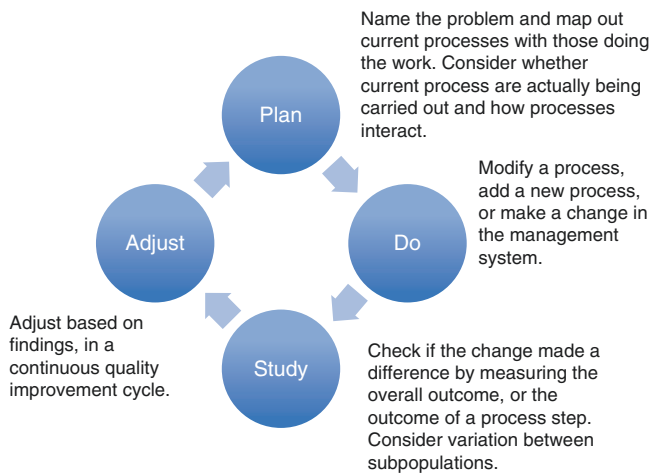 Name the problem and map out
current processes with those doing
the work. Consider whether
current process are actually being
carried out and how processes
interact.
Plan
Modify a process,
add a new process,
or make a change in
the management
system.
Do
Check if the change made a
difference by measuring the
overall outcome, or the
outcome of a process step.
Consider variation between
subpopulations.
Study
Adjust based on
findings, in a
continuous quality
improvement cycle.
Adjust